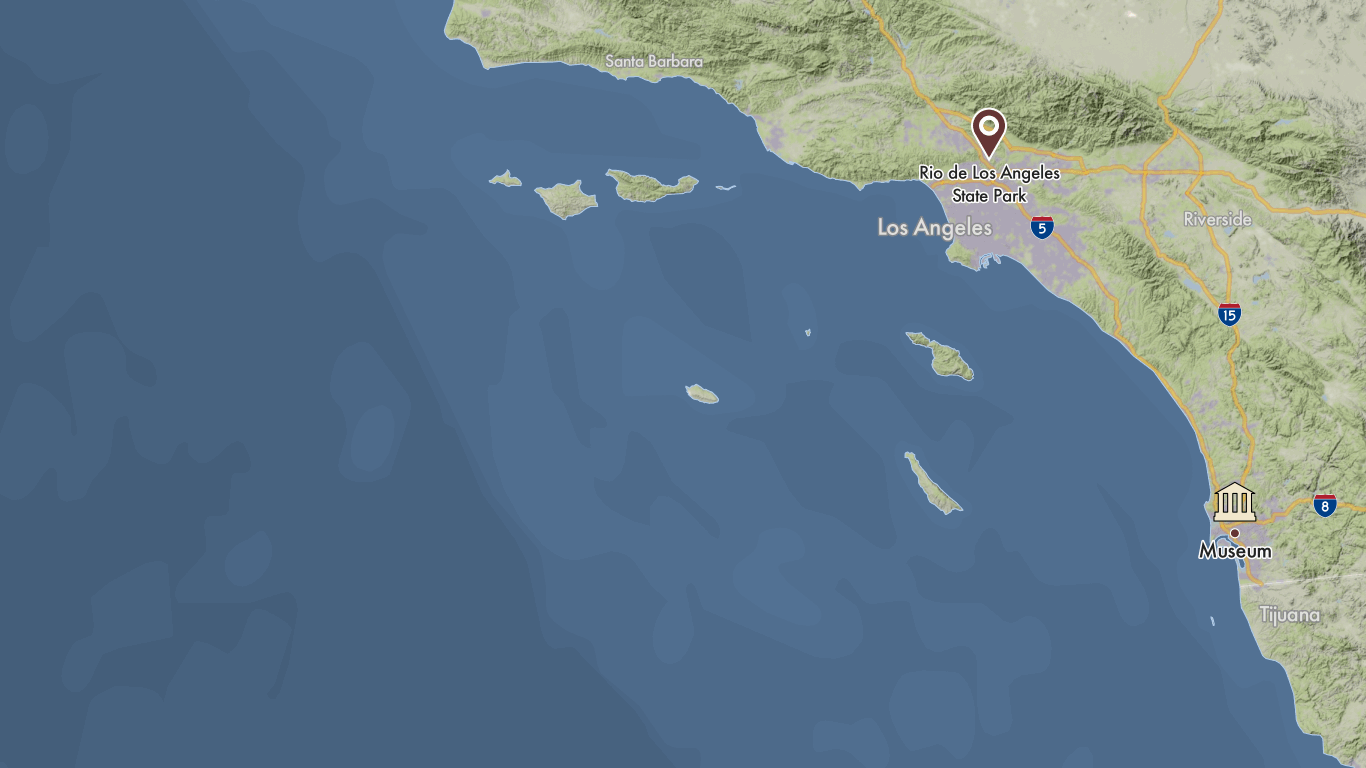 Santa Barbara
Rio de Los Angeles
State Park
Los Angeles
5
Riverside
15
8
Museum
Tijuana